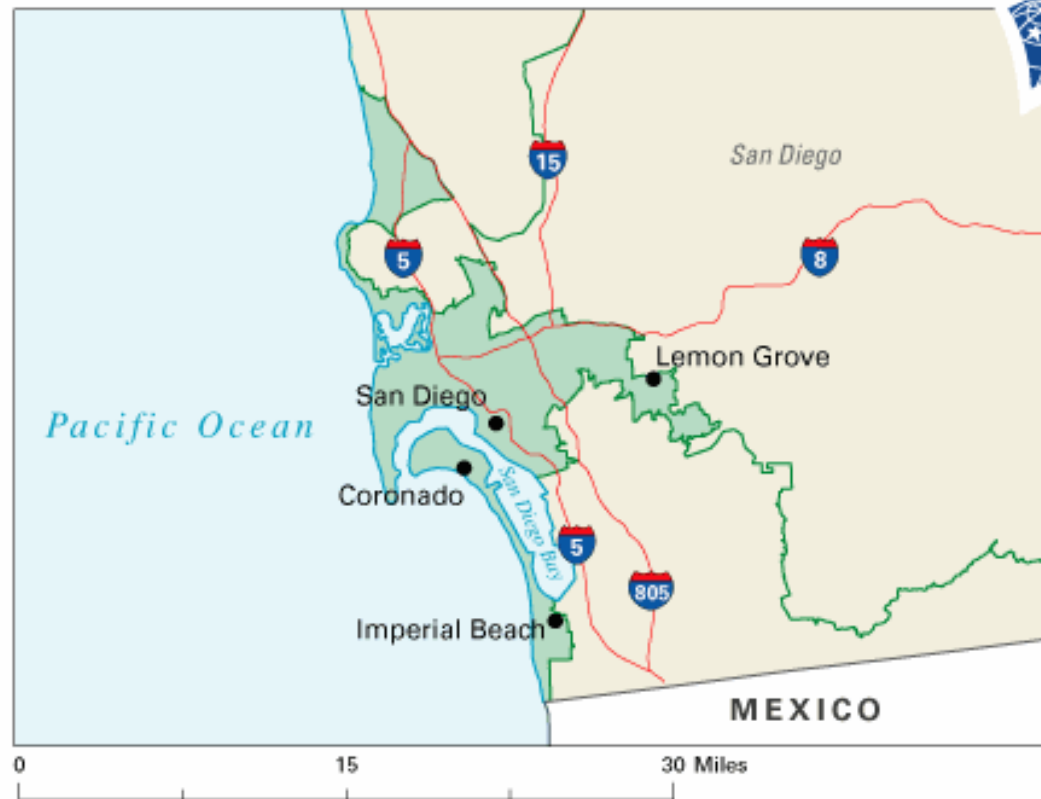 15
San Diego
5
8
Lemon Grove
San Diego
Pacific Ocean
Coronado
San Diego Bay
5
805
Imperial Beach
MEXICO
0 15 30 Miles